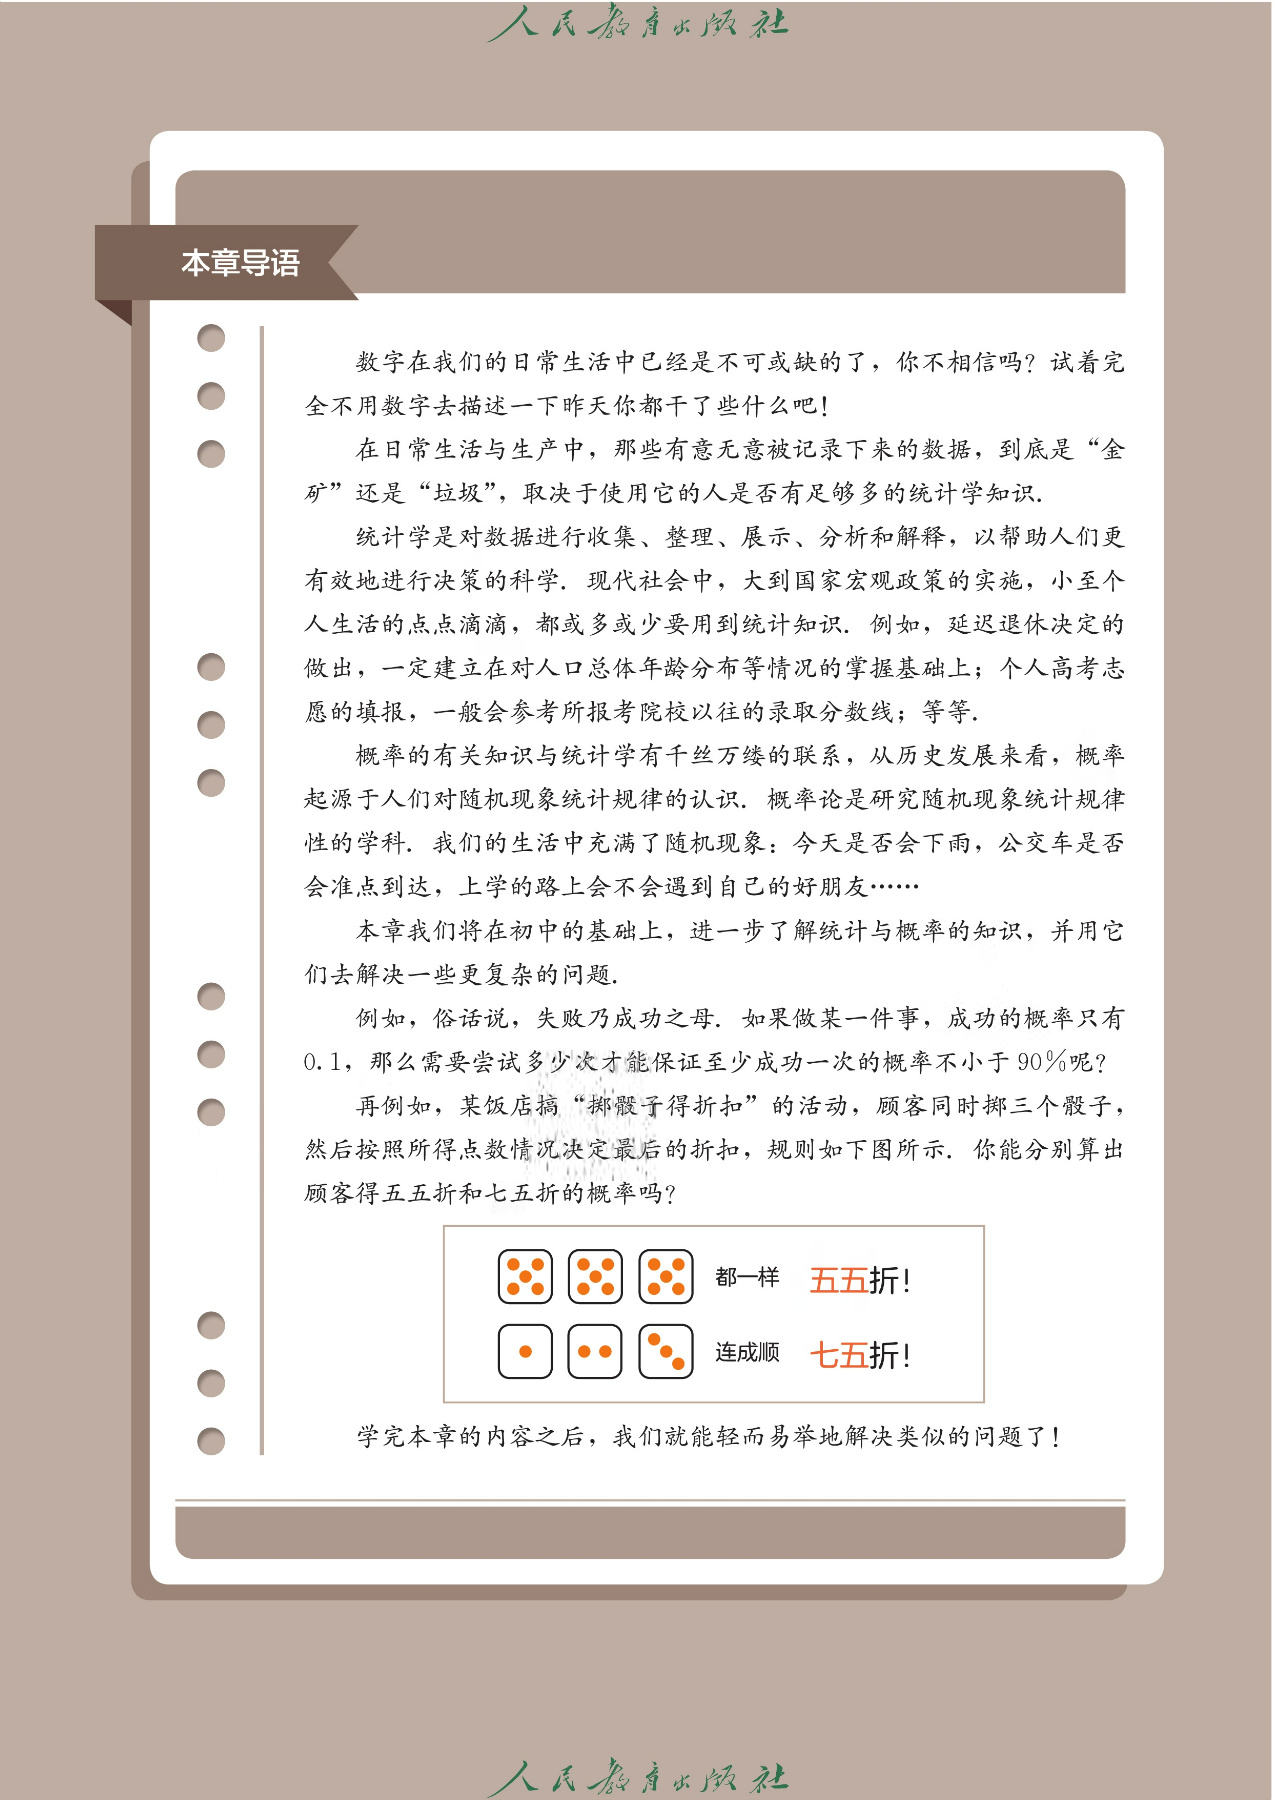 人民教育出版社
本章导语
数字在我们的日常生活中已经是不可或缺的了，你不相信吗？试着完
全不用数字去描述一下昨天你都干了些什么吧！
在日常生活与生产中，那些有意无意被记录下来的数据，到底是“金
矿”还是“垃圾”，取决于使用它的人是否有足够多的统计学知识．
统计学是对数据进行收集、整理、展示、分析和解释，以帮助人们更
有效地进行决策的科学．现代社会中，大到国家宏观政策的实施，小至个
人生活的点点滴滴，都或多或少要用到统计知识．例如，延迟退休决定的
做出，一定建立在对人口总体年龄分布等情况的掌握基础上；个人高考志
愿的填报，一般会参考所报考院校以往的录取分数线；等等．
概率的有关知识与统计学有千丝万缕的联系，从历史发展来看，概率
起源于人们对随机现象统计规律的认识．概率论是研究随机现象统计规律
性的学科．我们的生活中充满了随机现象：今天是否会下雨，公交车是否
会准点到达，上学的路上会不会遇到自己的好朋友……
本章我们将在初中的基础上，进一步了解统计与概率的知识，并用它
们去解决一些更复杂的问题．
例如，俗话说，失败乃成功之母．如果做某一件事，成功的概率只有
0.1，那么需要尝试多少次才能保证至少成功一次的概率不小于90%呢？
再例如，某饭店搞“掷骰子得折扣”的活动，顾客同时掷三个骰子，
然后按照所得点数情况决定最后的折扣，规则如下图所示．你能分别算出
顾客得五五折和七五折的概率吗？
都一样 五五折！
连成顺 七五折！
学完本章的内容之后，我们就能轻而易举地解决类似的问题了！
人民教育出版社